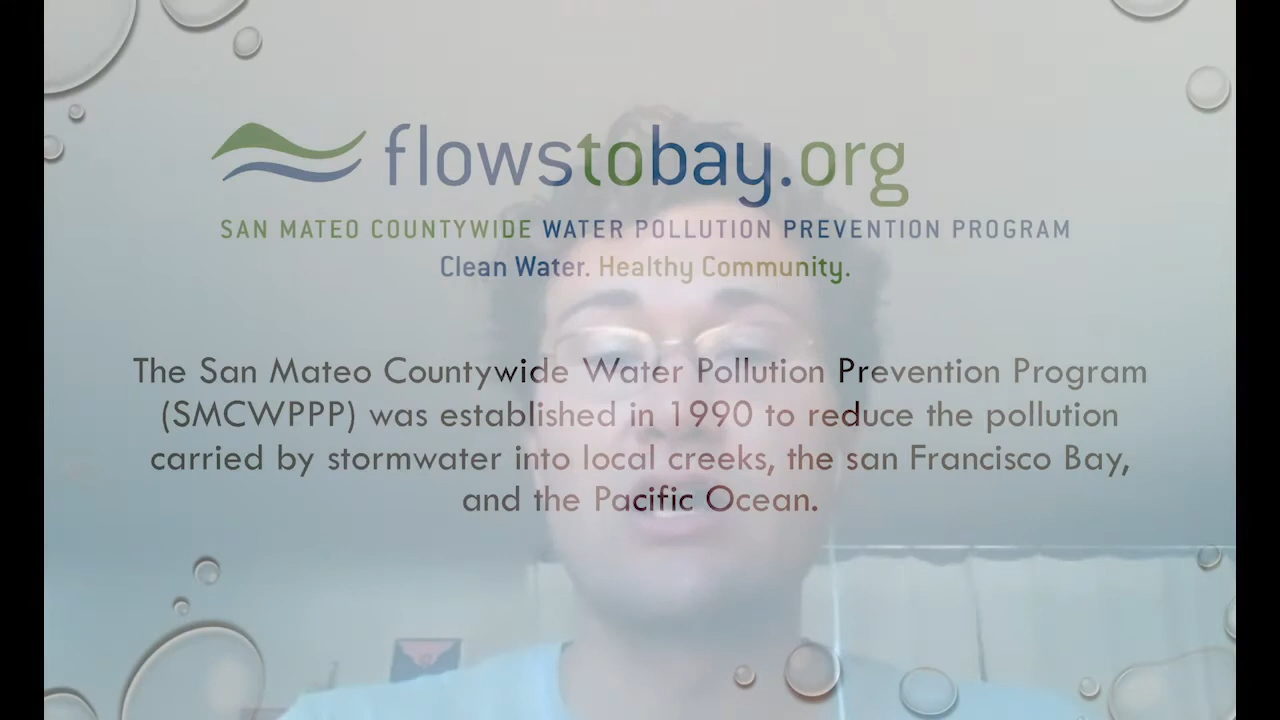 flowstobay.org
SAN MATEO COUNTYWIDE WATER POLLUTION PREVENTION PROGRAM
Clean Water. Healthy Community.
The San Mateo Countywide Water Pollution Prevention Program
(SMCWPPP) was established in 1990 to reduce the pollution
carried by stormwater into local creeks, the san Francisco Bay,
and the Pacific Ocean.